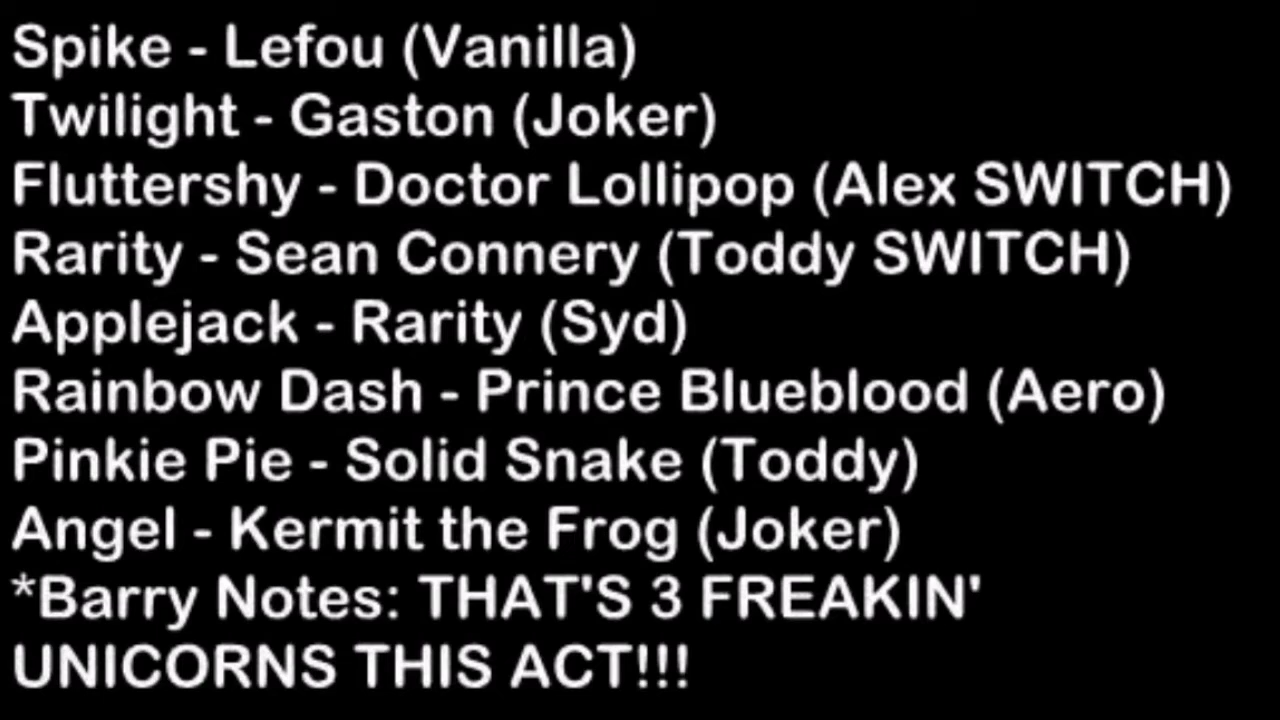 Spike - Lefou (Vanilla)
Twilight - Gaston (Joker)
Fluttershy - Doctor Lollipop (Alex SWITCH)
Rarity - Sean Connery (Toddy SWITCH)
Applejack - Rarity (Syd)
Rainbow Dash - Prince Blueblood (Aero)
Pinkie Pie - Solid Snake (Toddy)
Angel - Kermit the Frog (Joker)
*Barry Notes: THAT'S 3 FREAKIN'
UNICORNS THIS ACT!!!